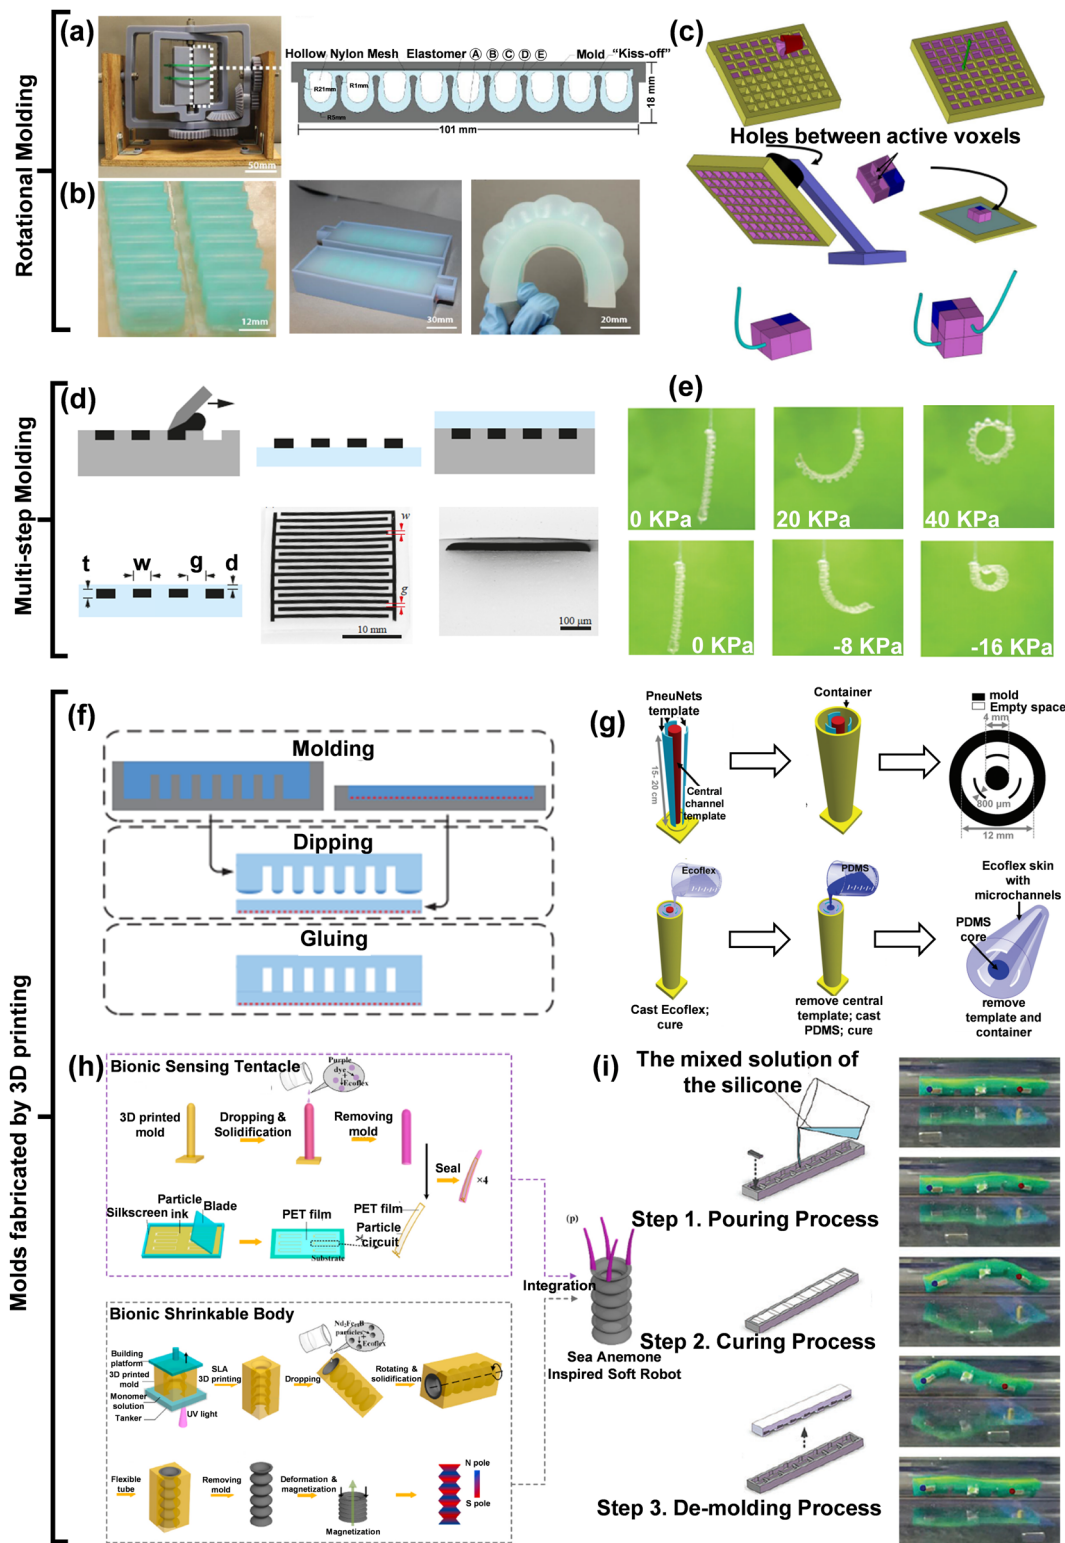 Rotational Molding
(a)
50mm
Hollow Nylon Mesh Elastomer A B C D E Mold “Kiss-off”
R21mm
R1mm
R5mm
18 mm
101 mm
(b)
12mm
30mm
20mm
(c)
Holes between active voxels
Multi-step Molding
(d)
t w g d
w
g
10 mm
100 µm
(e)
0 KPa
20 KPa
40 KPa
0 KPa
-8 KPa
-16 KPa
Molds fabricated by 3D printing
(f)
Molding
Dipping
Gluing
(g)
PneuNets
template
15- 20 cm
Central
channel
template
Container
mold
Empty space
4 mm
800 µm
12 mm
Ecoflex
Cast Ecoflex;
cure
PDMS
remove central
template; cast
PDMS; cure
Ecoflex skin
with
microchannels
PDMS
core
remove
template and
container
(h)
Bionic Sensing Tentacle
Purple
dye
+
Ecoflex
3D printed
mold
Dropping &
Solidification
Removing
mold
Seal
×4
Silkscreen
Particle
ink
Blade
PET film
Substrate
PET film
Particle
circuit
(p)
Integration
Sea Anemone
Inspired Soft Robot
Bionic Shrinkable Body
Building
platform
3D printed
mold
Monomer
solution
Tanker
UV light
SLA
3D printing
Nd2Fe14B
particles
+
Ecoflex
Dropping
Rotating &
solidification
Flexible
tube
Removing
mold
Deformation &
magnetization
Magnetization
N pole
S pole
(i)
The mixed solution of
the silicone
Step 1. Pouring Process
Step 2. Curing Process
Step 3. De-molding Process